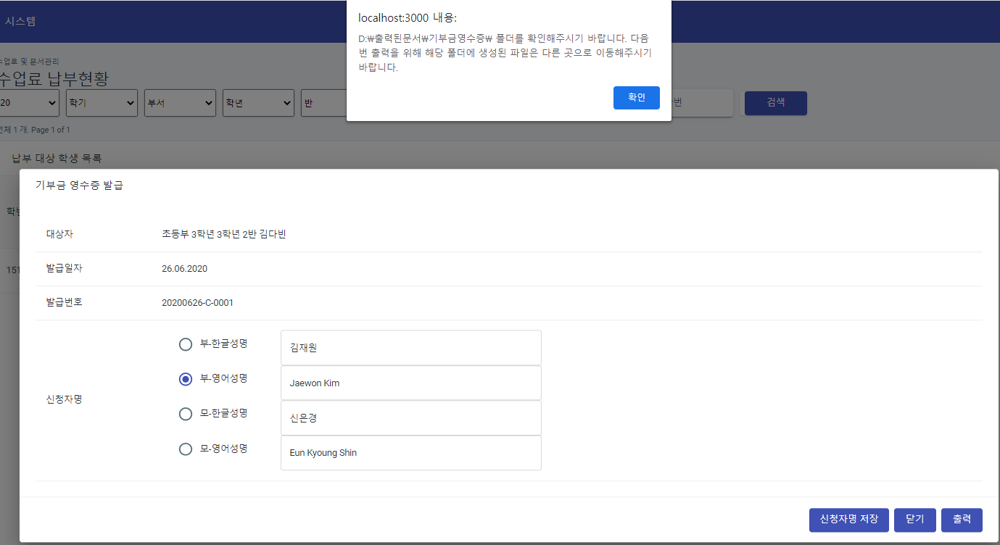 시스템
localhost:3000 내용:
D:₩출력된문서₩기부금영수증₩ 폴더를 확인해주시기 바랍니다. 다음
번 출력을 위해 해당 폴더에 생성된 파일은 다른 곳으로 이동해주시기
바랍니다.
확인
수업료 및 문서관리
수업료 납부현황
20 학기 부서 학년 반 번 검색
전체 1 개. Page 1 of 1
납부 대상 학생 목록
학번
151
기부금 영수증 발급
대상자 초등부 3학년 3학년 2반 김다빈
발급일자 26.06.2020
발급번호 20200626-C-0001
신청자명
부-한글성명 김재원
부-영어성명 Jaewon Kim
모-한글성명 신은경
모-영어성명 Eun Kyoung Shin
신청자명 저장 닫기 출력